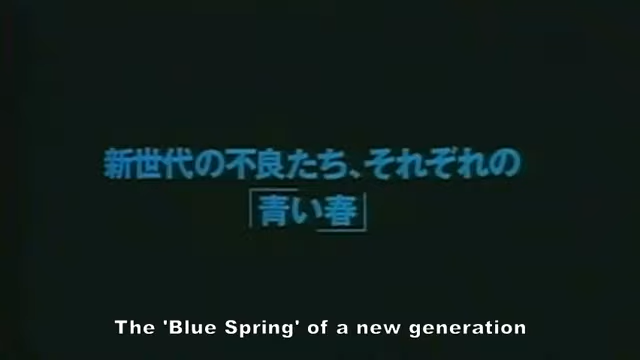 新世代の不良たち、それぞれの
「青い春」
The 'Blue Spring' of a new generation